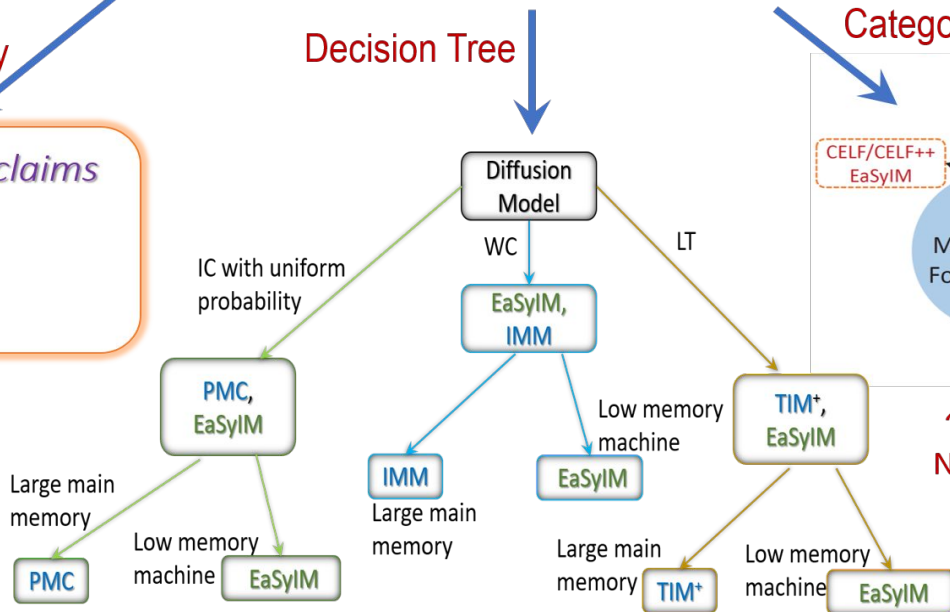 Decision Tree
Catego
y
claims
CELF/CELF++
EaSyIM
M
Fo
Diffusion
Model
WC
LT
IC with uniform
probability
EaSyIM,
IMM
PMC,
EaSyIM
TIM⁺,
EaSyIM
Low memory
machine
IMM
EaSyIM
Large main
memory
Large main
memory
Low memory
machine
PMC
EaSyIM
Large main
memory
TIM⁺
Low memory
machine
EaSyIM
N